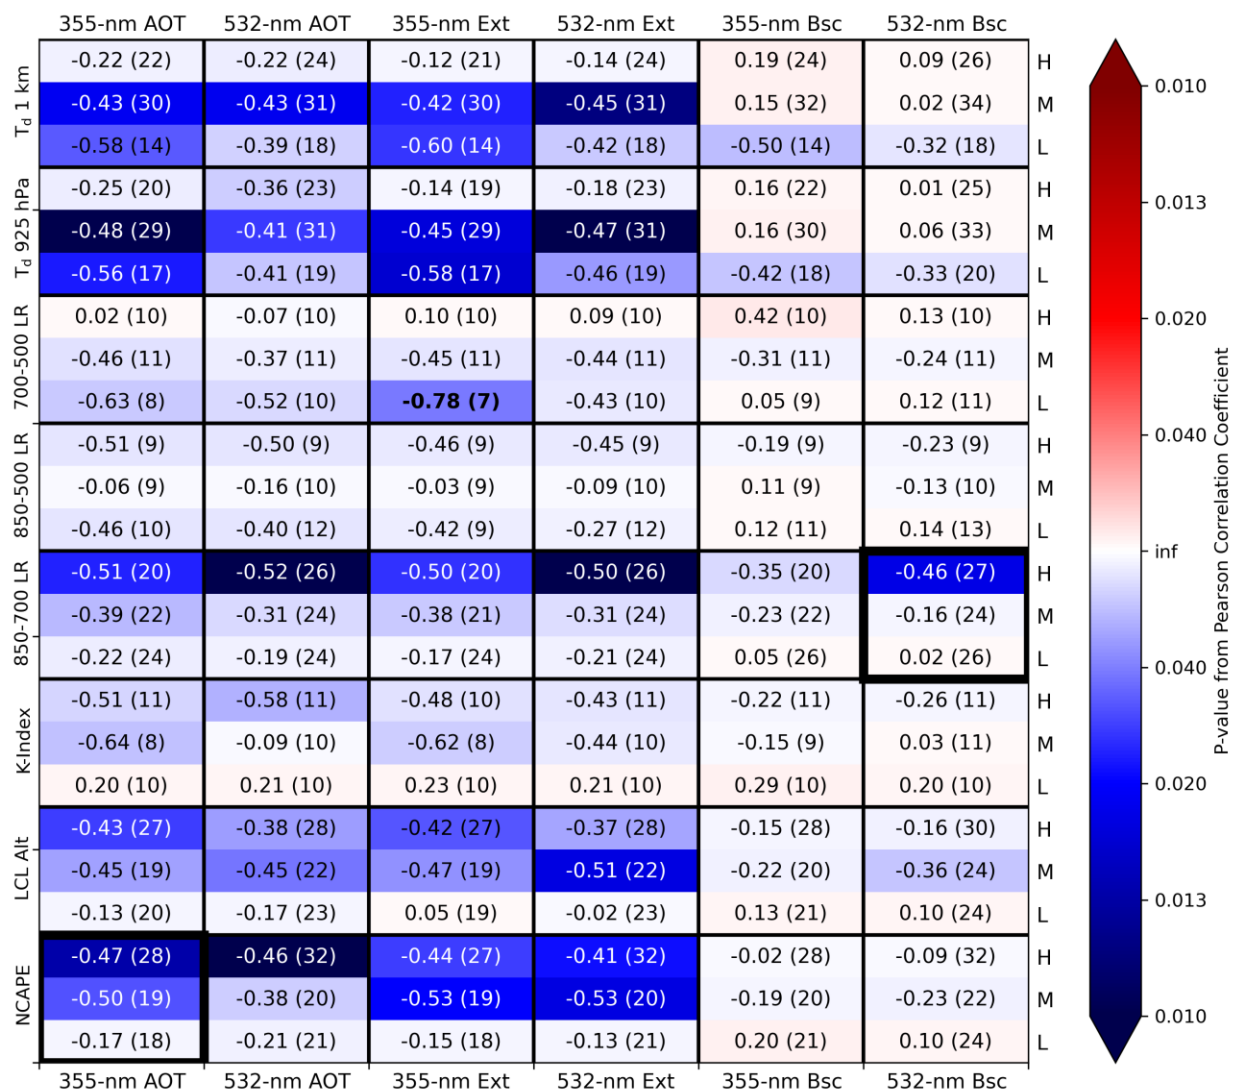 355-nm AOT 532-nm AOT 355-nm Ext 532-nm Ext 355-nm Bsc 532-nm Bsc
T_d 1 km
-0.22 (22) -0.22 (24) -0.12 (21) -0.14 (24) 0.19 (24) 0.09 (26) H
-0.43 (30) -0.43 (31) -0.42 (30) -0.45 (31) 0.15 (32) 0.02 (34) M
-0.58 (14) -0.39 (18) -0.60 (14) -0.42 (18) -0.50 (14) -0.32 (18) L
T_d 925 hPa
-0.25 (20) -0.36 (23) -0.14 (19) -0.18 (23) 0.16 (22) 0.01 (25) H
-0.48 (29) -0.41 (31) -0.45 (29) -0.47 (31) 0.16 (30) 0.06 (33) M
-0.56 (17) -0.41 (19) -0.58 (17) -0.46 (19) -0.42 (18) -0.33 (20) L
700-500 LR
0.02 (10) -0.07 (10) 0.10 (10) 0.09 (10) 0.42 (10) 0.13 (10) H
-0.46 (11) -0.37 (11) -0.45 (11) -0.44 (11) -0.31 (11) -0.24 (11) M
-0.63 (8) -0.52 (10) -0.78 (7) -0.43 (10) 0.05 (9) 0.12 (11) L
850-500 LR
-0.51 (9) -0.50 (9) -0.46 (9) -0.45 (9) -0.19 (9) -0.23 (9) H
-0.06 (9) -0.16 (10) -0.03 (9) -0.09 (10) 0.11 (9) -0.13 (10) M
-0.46 (10) -0.40 (12) -0.42 (9) -0.27 (12) 0.12 (11) 0.14 (13) L
850-700 LR
-0.51 (20) -0.52 (26) -0.50 (20) -0.50 (26) -0.35 (20) -0.46 (27) H
-0.39 (22) -0.31 (24) -0.38 (21) -0.31 (24) -0.23 (22) -0.16 (24) M
-0.22 (24) -0.19 (24) -0.17 (24) -0.21 (24) 0.05 (26) 0.02 (26) L
K-Index
-0.51 (11) -0.58 (11) -0.48 (10) -0.43 (11) -0.22 (11) -0.26 (11) H
-0.64 (8) -0.09 (10) -0.62 (8) -0.44 (10) -0.15 (9) 0.03 (11) M
0.20 (10) 0.21 (10) 0.23 (10) 0.21 (10) 0.29 (10) 0.20 (10) L
LCL Alt
-0.43 (27) -0.38 (28) -0.42 (27) -0.37 (28) -0.15 (28) -0.16 (30) H
-0.45 (19) -0.45 (22) -0.47 (19) -0.51 (22) -0.22 (20) -0.36 (24) M
-0.13 (20) -0.17 (23) 0.05 (19) -0.02 (23) 0.13 (21) 0.10 (24) L
NCAPE
-0.47 (28) -0.46 (32) -0.44 (27) -0.41 (32) -0.02 (28) -0.09 (32) H
-0.50 (19) -0.38 (20) -0.53 (19) -0.53 (20) -0.19 (20) -0.23 (22) M
-0.17 (18) -0.21 (21) -0.15 (18) -0.13 (21) 0.20 (21) 0.10 (24) L
355-nm AOT 532-nm AOT 355-nm Ext 532-nm Ext 355-nm Bsc 532-nm Bsc
0.010
0.013
0.020
0.040
inf
0.040
0.020
0.013
0.010
P-value from Pearson Correlation Coefficient